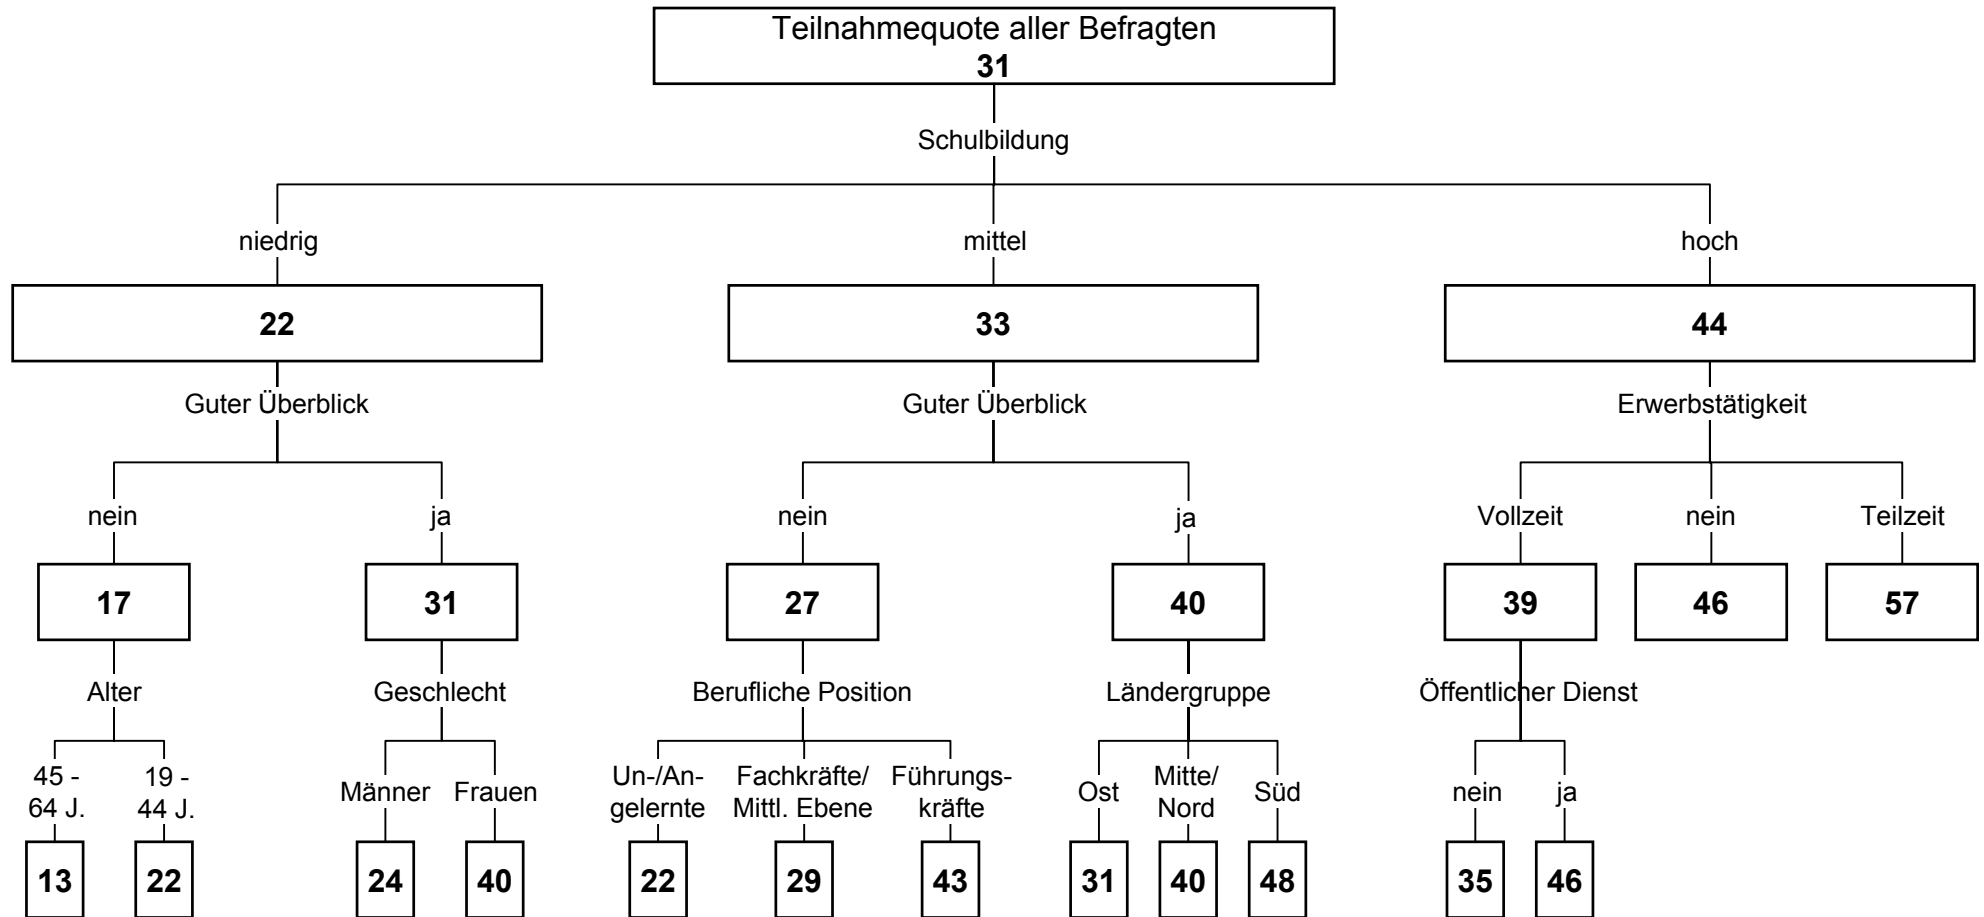 Teilnahmequote aller Befragten
31
Schulbildung
niedrig
mittel
hoch
22
33
44
Guter Überblick
Guter Überblick
Erwerbstätigkeit
nein
ja
nein
ja
Vollzeit
nein
Teilzeit
17
31
27
40
39
46
57
Alter
Geschlecht
Berufliche Position
Ländergruppe
Öffentlicher Dienst
45 -
64 J.
19 -
44 J.
Männer
Frauen
Un-/An-
gelernte
Fachkräfte/
Mittl. Ebene
Führungs-
kräfte
Ost
Mitte/
Nord
Süd
nein
ja
13
22
24
40
22
29
43
31
40
48
35
46